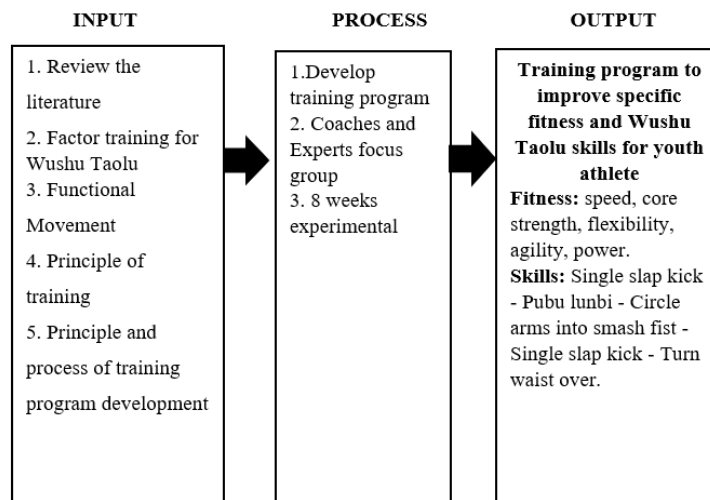 INPUT
1. Review the
literature
2. Factor training for
Wushu Taolu
3. Functional
Movement
4. Principle of
training
5. Principle and
process of training
program development
PROCESS
1.Develop
training program
2. Coaches and
Experts focus
group
3. 8 weeks
experimental
OUTPUT
Training program to
improve specific
fitness and Wushu
Taolu skills for youth
athlete
Fitness: speed, core
strength, flexibility,
agility, power.
Skills: Single slap kick
- Pubu lunbi - Circle
arms into smash fist -
Single slap kick - Turn
waist over.